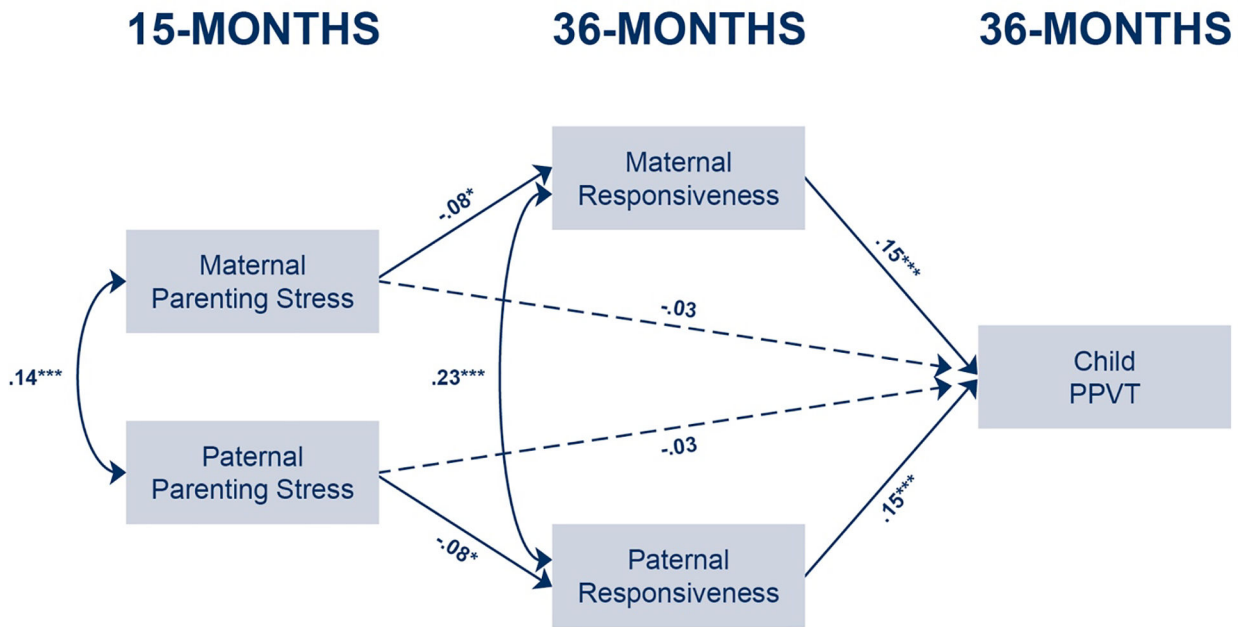 15-MONTHS
36-MONTHS
36-MONTHS
Maternal
Responsiveness
-.08*
Maternal
Parenting Stress
.15***
-.03
.14***
.23***
Child
PPVT
Paternal
Parenting Stress
-.03
.15***
-.08*
Paternal
Responsiveness